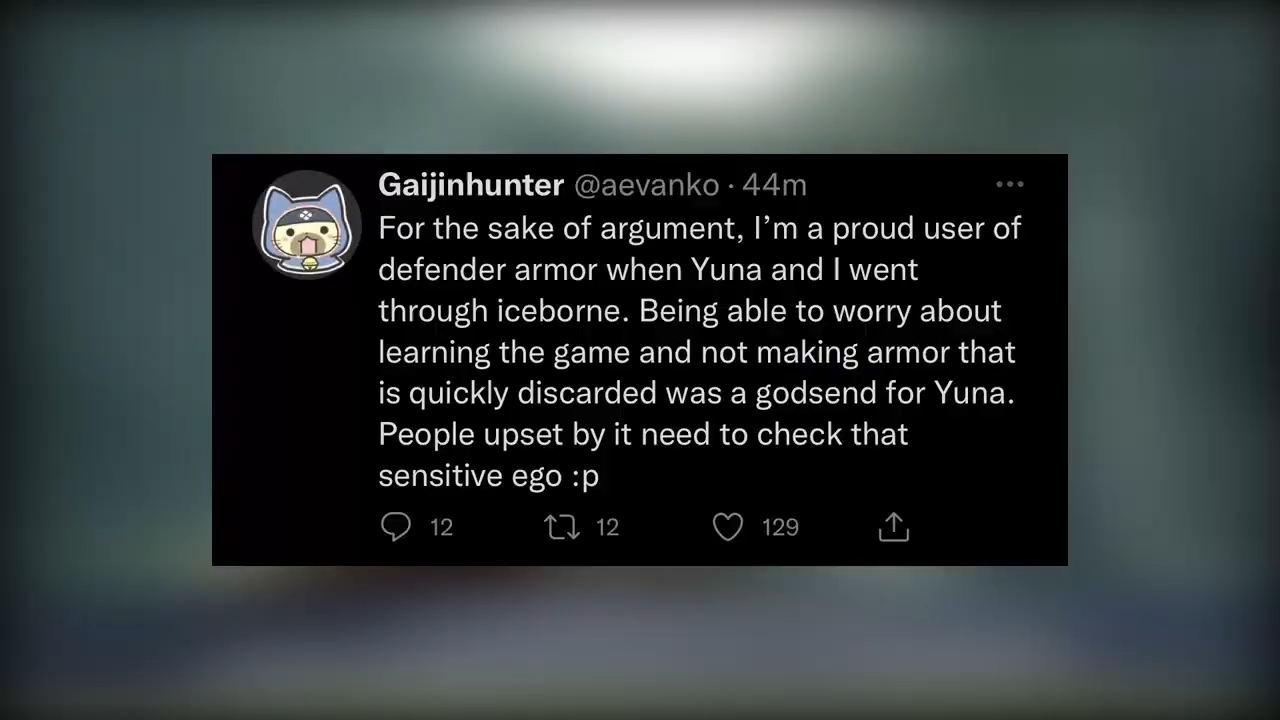 Gaijinhunter @aevanko · 44m
For the sake of argument, I’m a proud user of
defender armor when Yuna and I went
through iceborne. Being able to worry about
learning the game and not making armor that
is quickly discarded was a godsend for Yuna.
People upset by it need to check that
sensitive ego :p
12 12 129